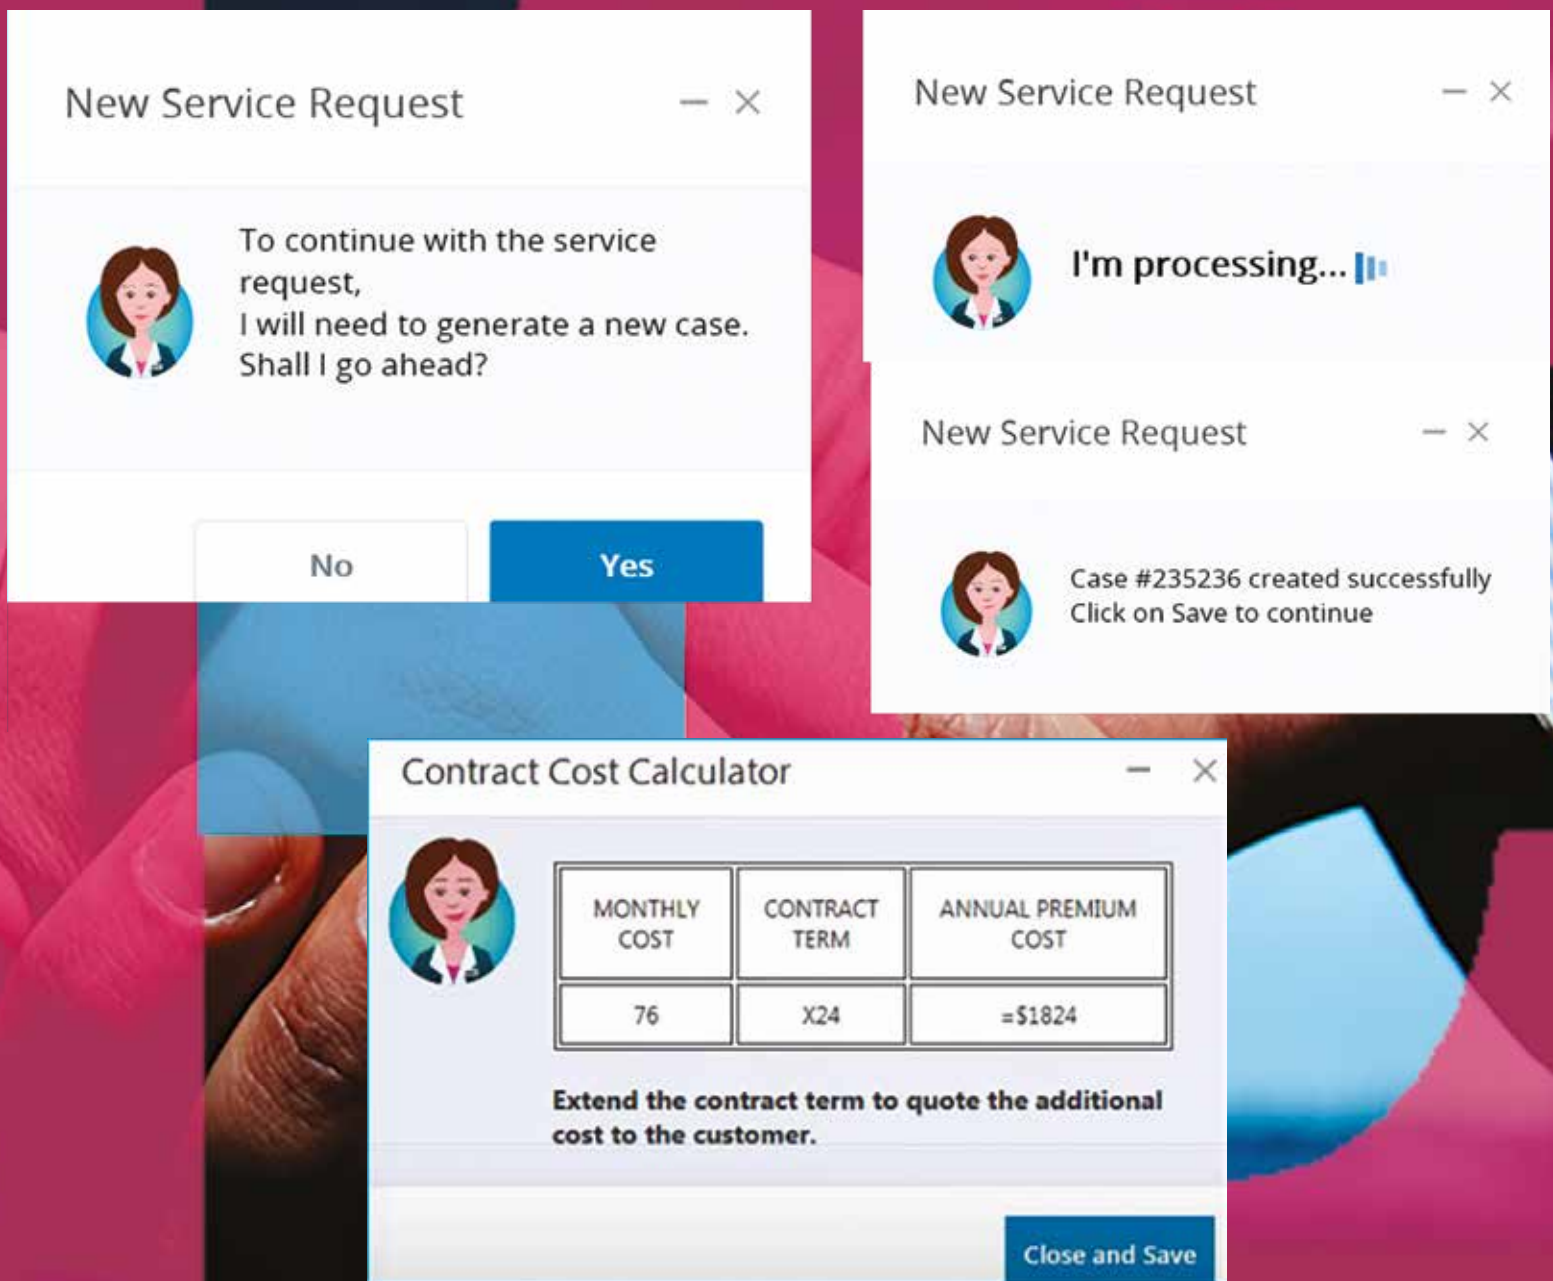 New Service Request
To continue with the service
request,
I will need to generate a new case.
Shall I go ahead?
No
Yes
New Service Request
I'm processing...
New Service Request
Case #235236 created successfully
Click on Save to continue
Contract Cost Calculator
MONTHLY
COST
CONTRACT
TERM
ANNUAL PREMIUM
COST
76
X24
=$1824
Extend the contract term to quote the additional
cost to the customer.
Close and Save